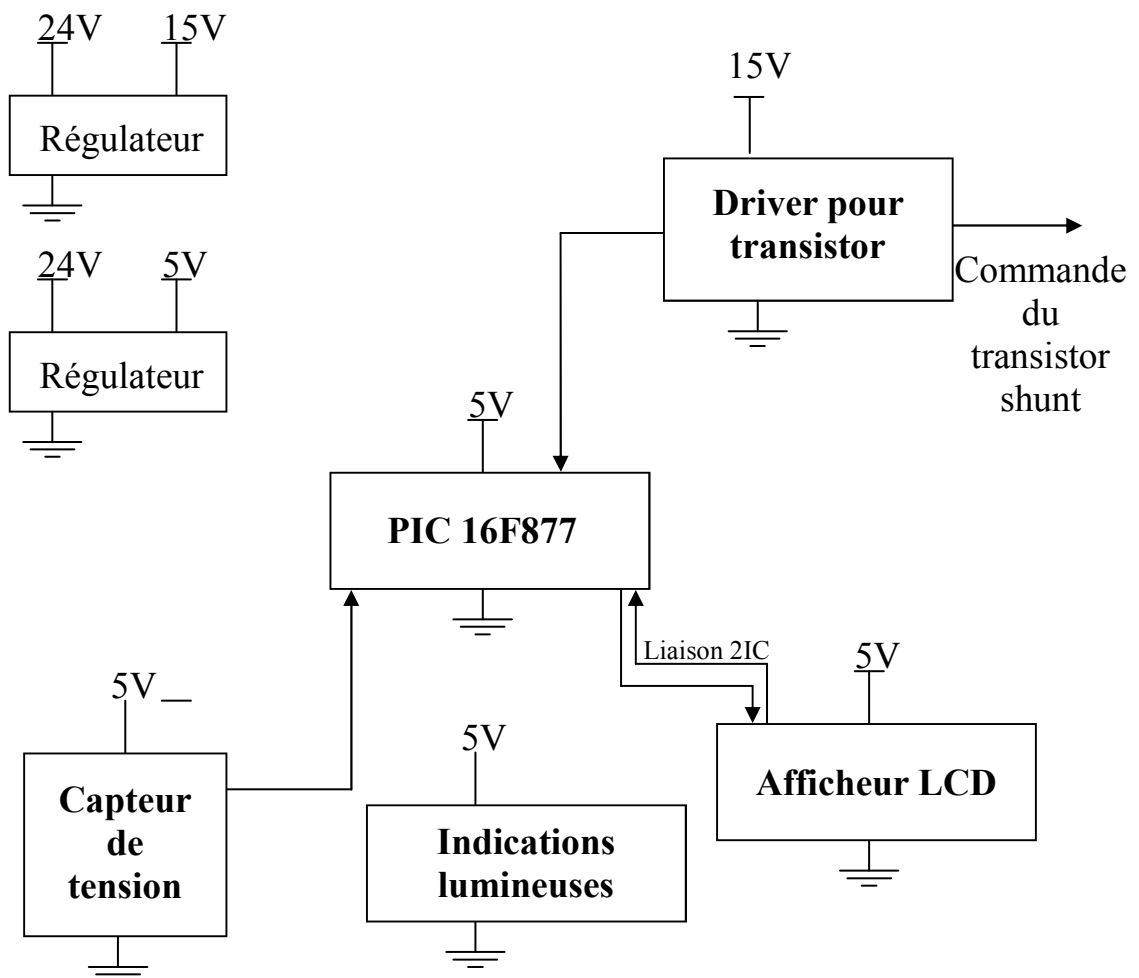 24V 15V
Régulateur
24V 5V
Régulateur
15V
Driver pour
transistor
Commande
du
transistor
shunt
5V
PIC 16F877
Liaison 2IC
5V
Capteur
de
tension
5V
Indications
lumineuses
5V
Afficheur LCD